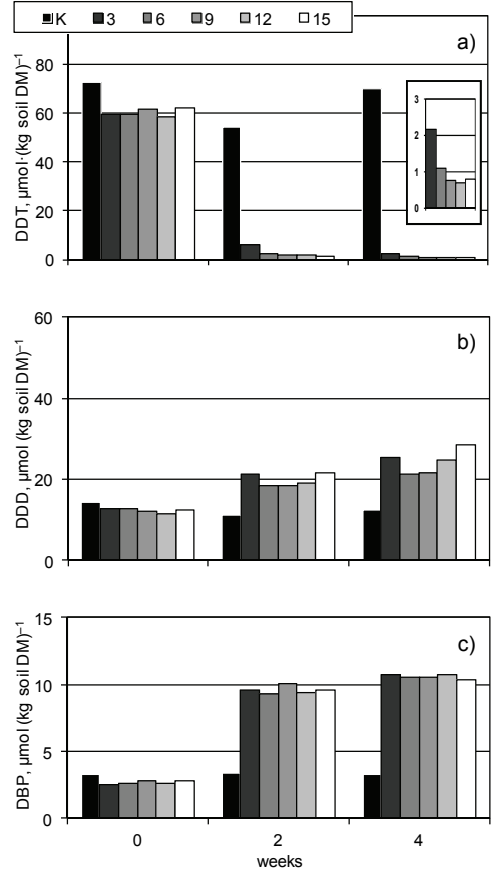 K 3 6 9 12 15
a)
DDT, µmol·(kg soil DM)⁻¹
80
60
40
20
0
3
2
1
0
b)
DDD, µmol (kg soil DM)⁻¹
60
40
20
0
c)
DBP, µmol (kg soil DM)⁻¹
15
10
5
0
0 2 4
weeks